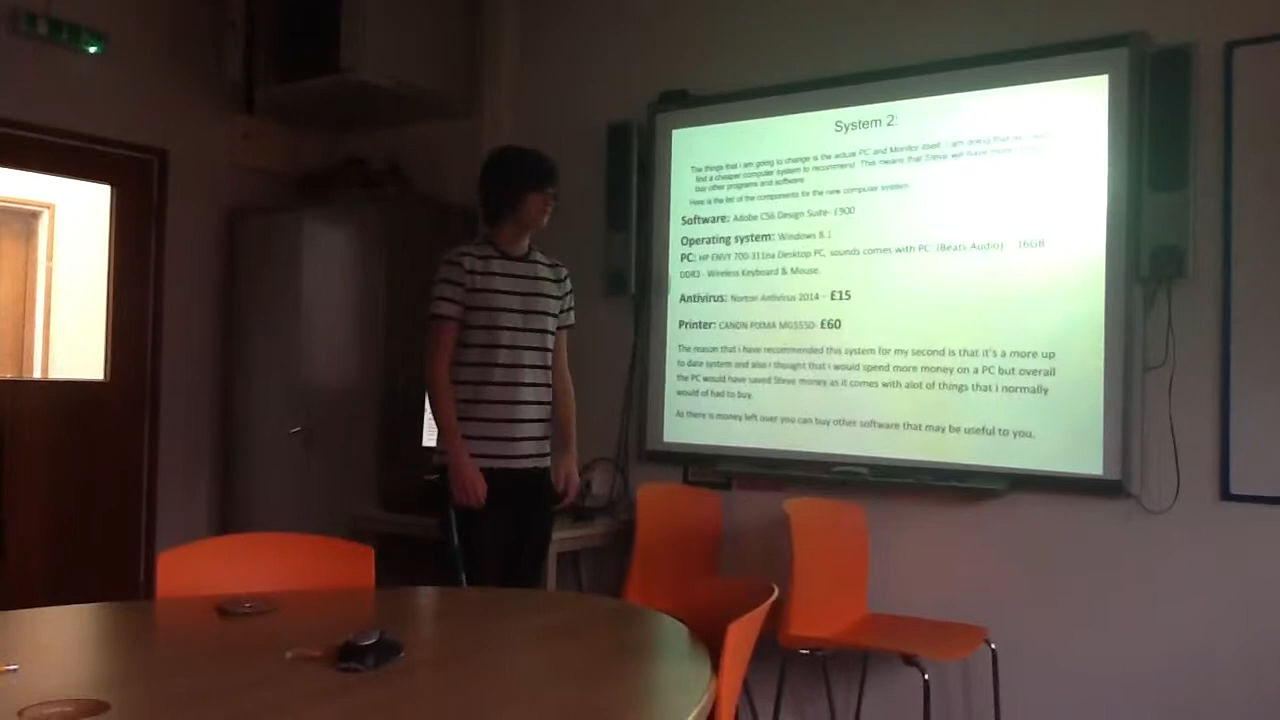 System 2:
The things that i am going to change is the actual PC and Monitor itself. I am doing that
find a cheaper computer system to recommend. This means that Steve will have more
buy other programs and software.
Here is the list of the components for the new computer system.
Software: Adobe CS6 Design Suite- £900
Operating system: Windows 8.1
PC: HP ENVY 700-311na Desktop PC, sounds comes with PC (Beats Audio) 16GB
DDR3 - Wireless Keyboard & Mouse.
Antivirus: Norton Antivirus 2014 - £15
Printer: CANON PIXMA MG5550- £60
The reason that i have recommended this system for my second is that it's a more up
to date system and also i thought that i would spend more money on a PC but overall
the PC would have saved Steve money as it comes with alot of things that i normally
would of had to buy.
As there is money left over you can buy other software that may be useful to you.